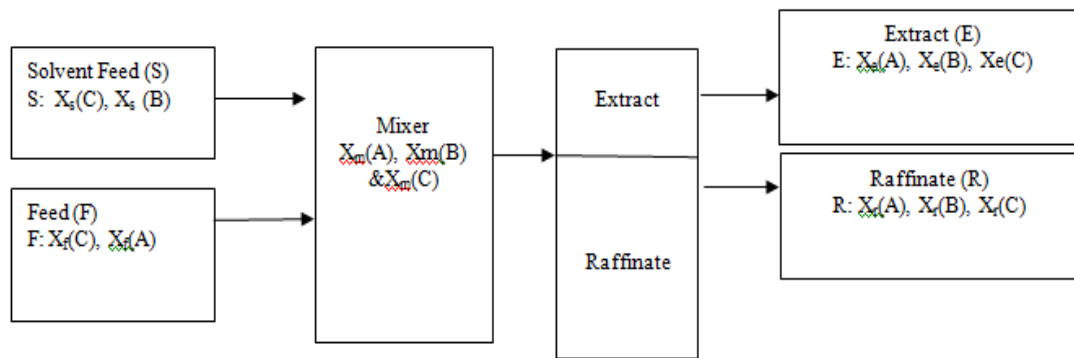 Solvent Feed (S)
S: Xs(C), Xs (B)
Feed (F)
F: Xf(C), Xf(A)
Mixer
Xm(A), Xm(B)
&Xm(C)
Extract
Raffinate
Extract (E)
E: Xe(A), Xe(B), Xe(C)
Raffinate (R)
R: Xr(A), Xr(B), Xr(C)